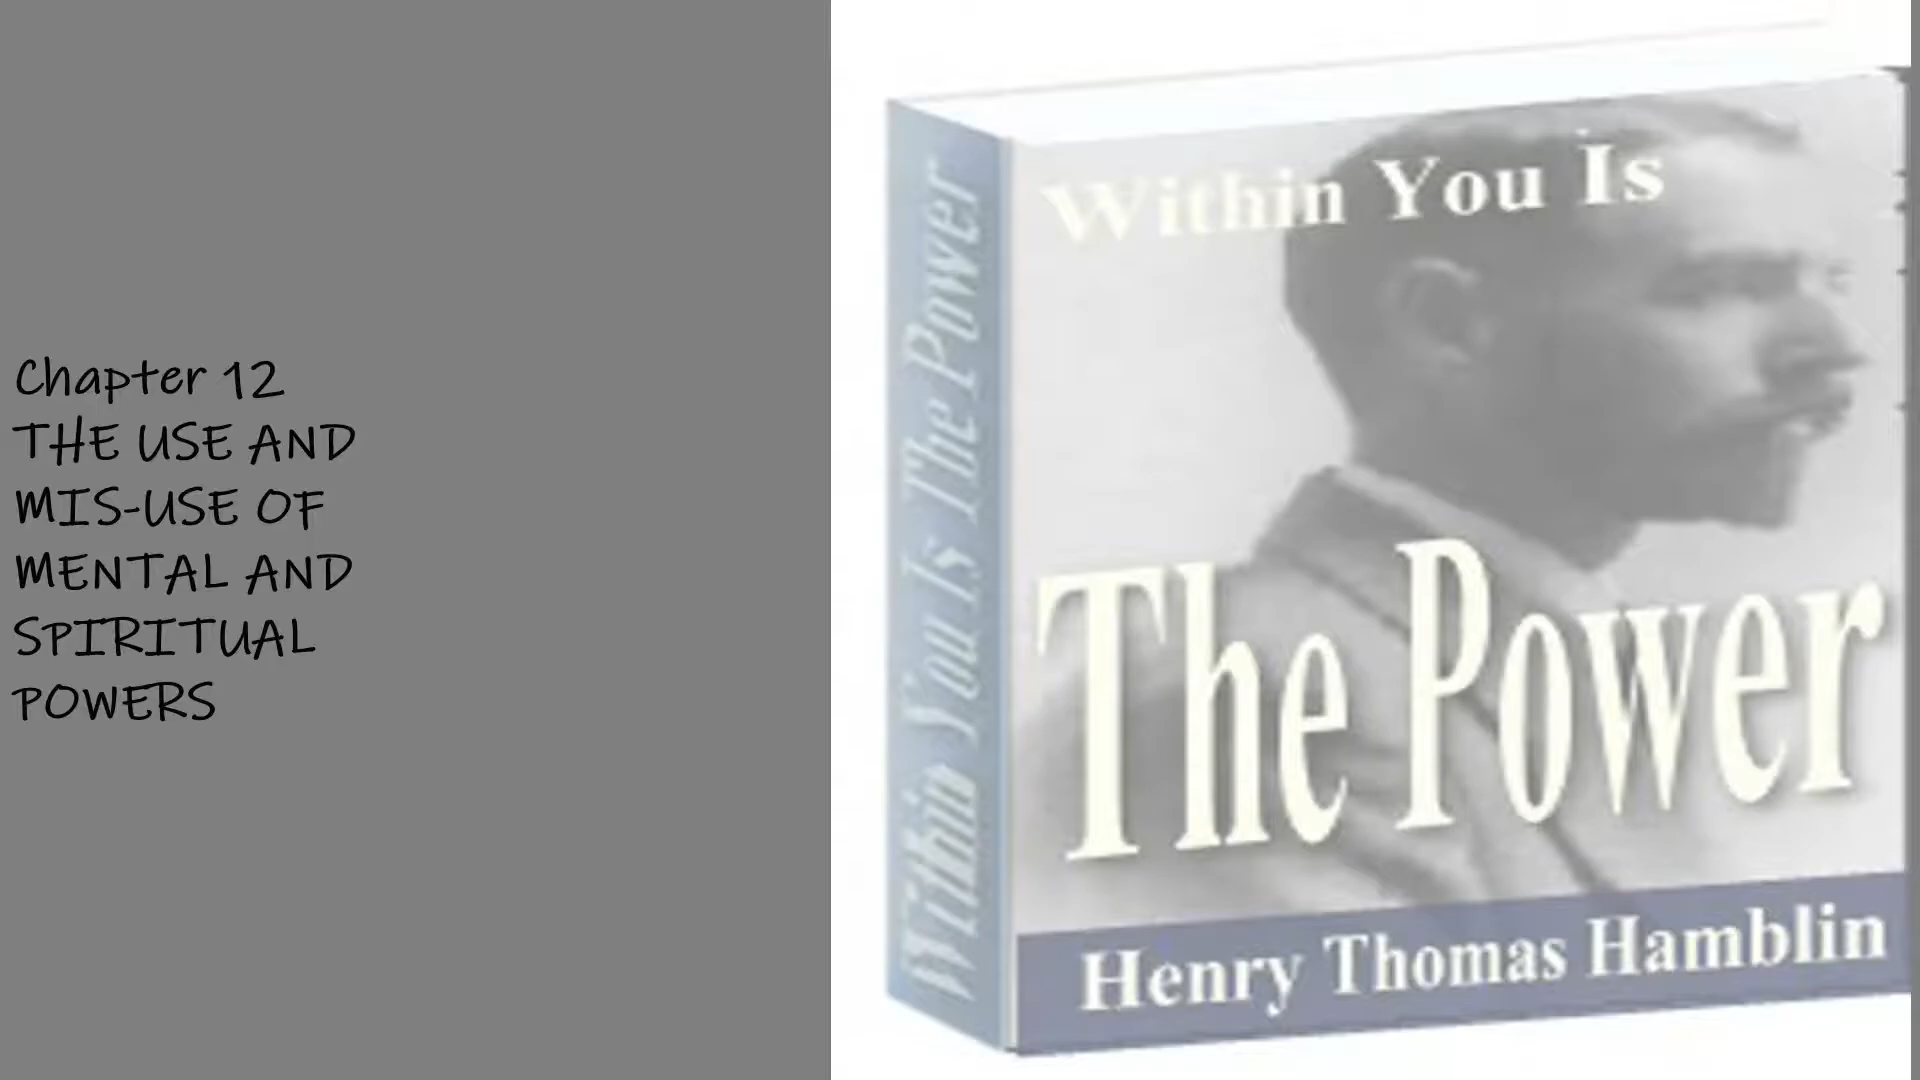 Chapter 12
THE USE AND
MIS-USE OF
MENTAL AND
SPIRITUAL
POWERS
Within You Is The Power
Within You Is
The Power
Henry Thomas Hamblin